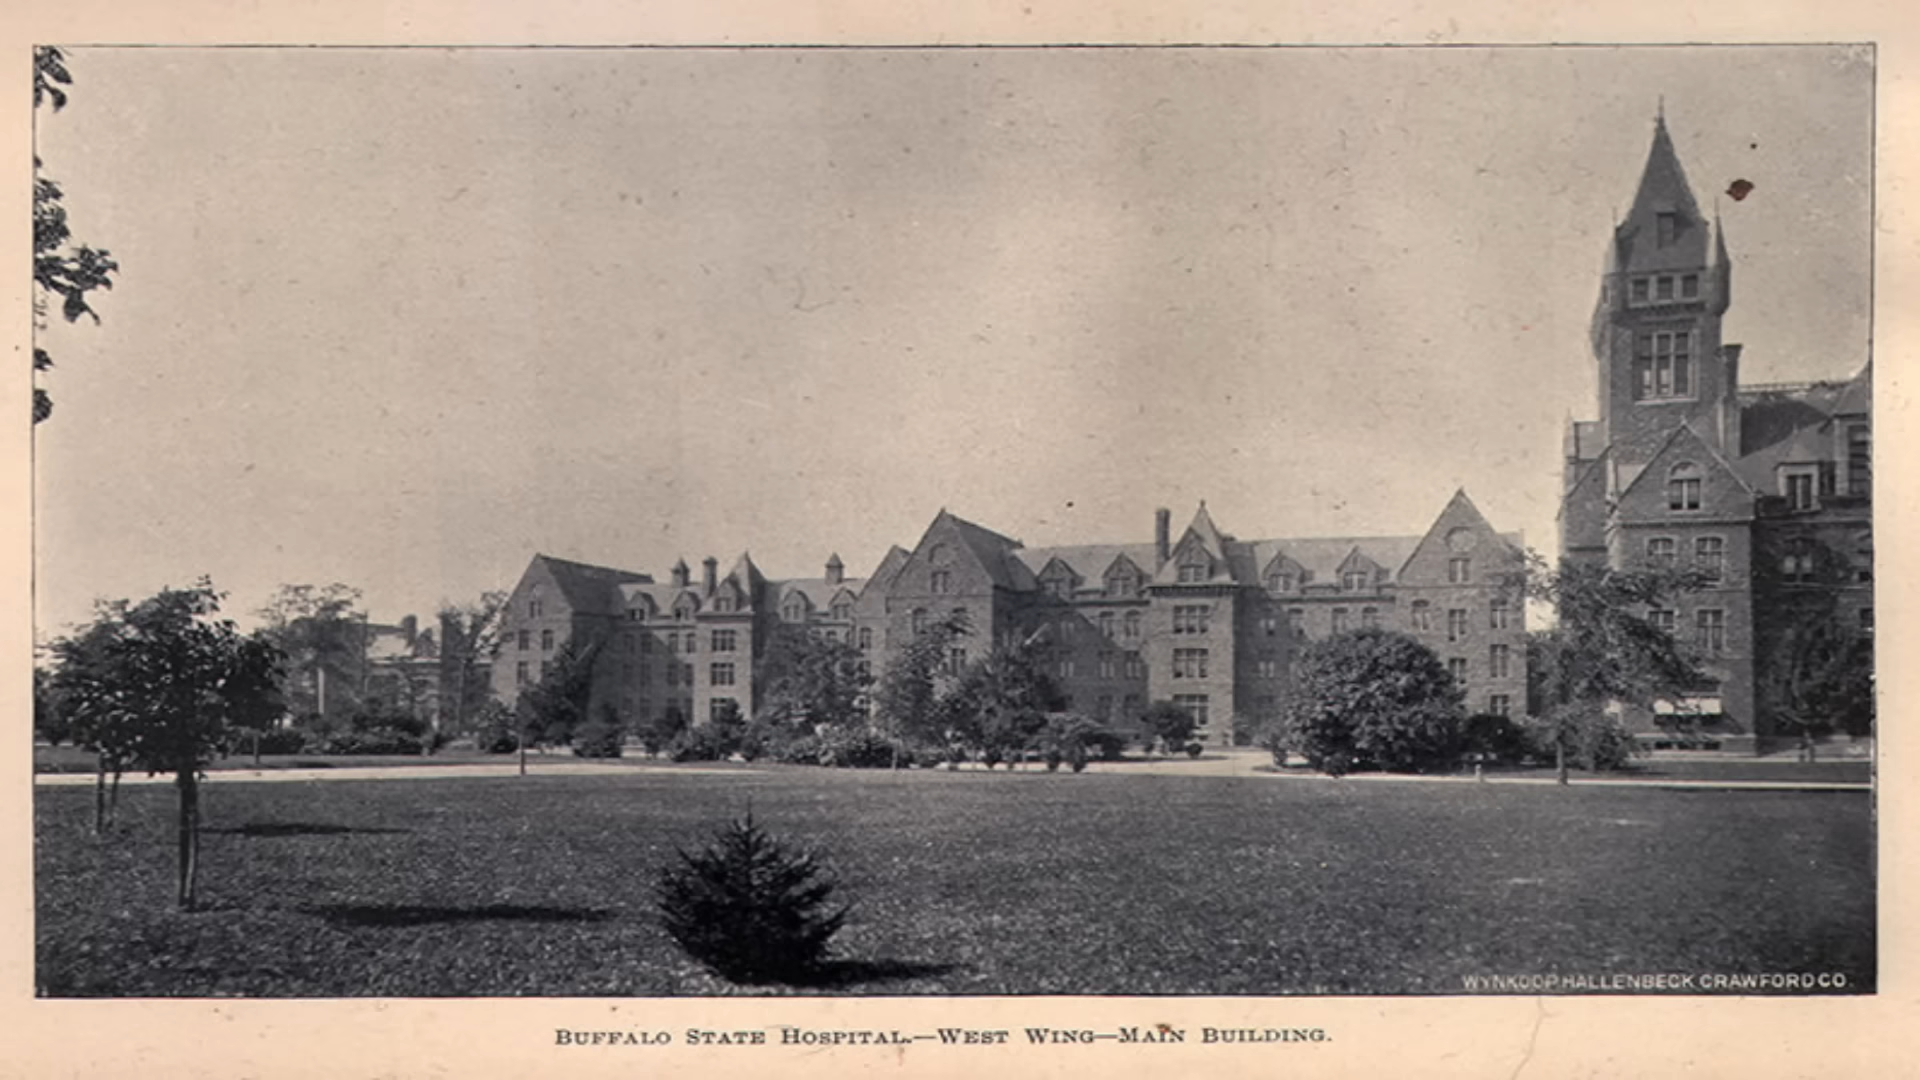 WYNKOOP HALLENBECK CRAWFORD CO.
BUFFALO STATE HOSPITAL.—WEST WING—MAIN BUILDING.